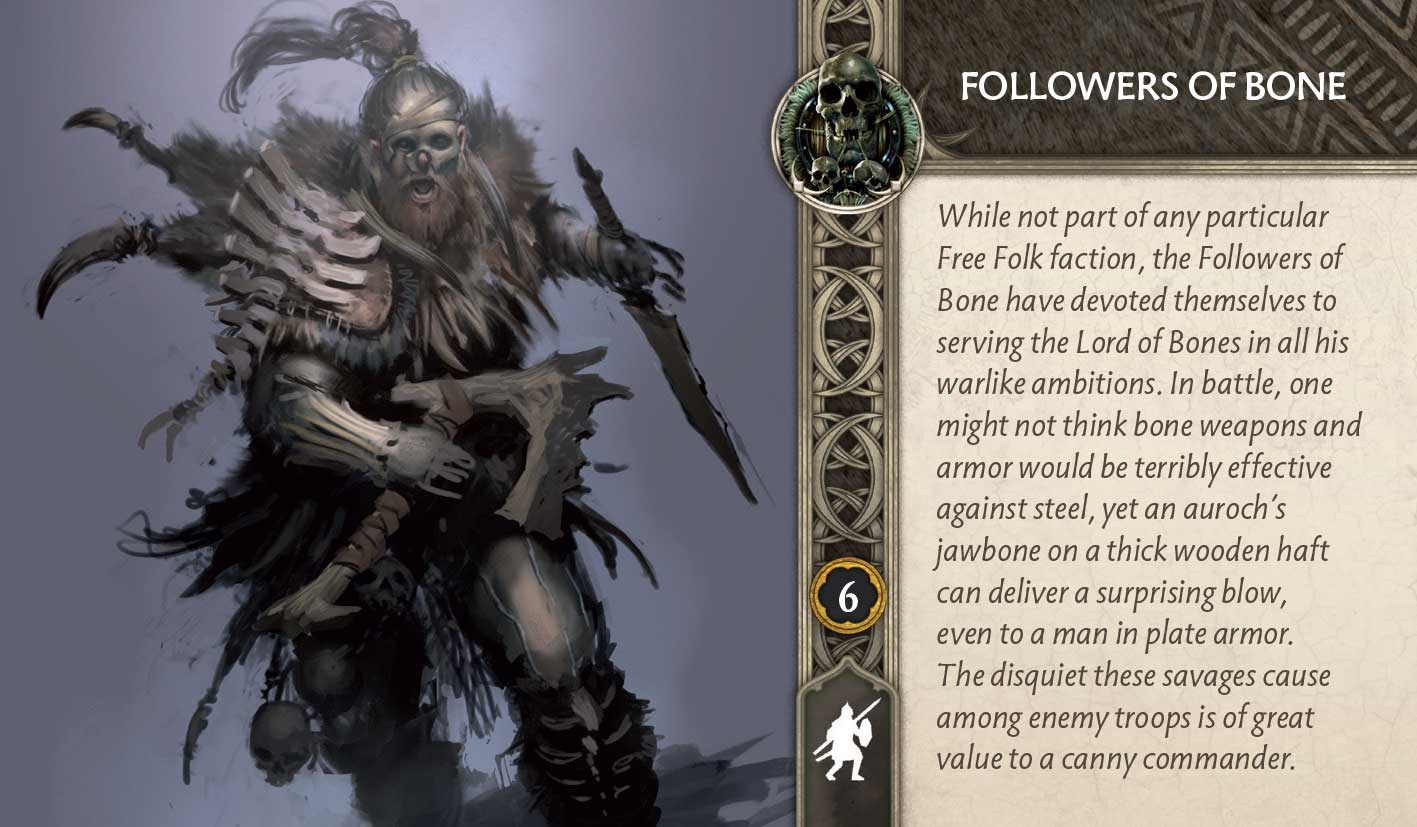 FOLLOWERS OF BONE
While not part of any particular
Free Folk faction, the Followers of
Bone have devoted themselves to
serving the Lord of Bones in all his
warlike ambitions. In battle, one
might not think bone weapons and
armor would be terribly effective
against steel, yet an auroch’s
jawbone on a thick wooden haft
can deliver a surprising blow,
even to a man in plate armor.
The disquiet these savages cause
among enemy troops is of great
value to a canny commander.
6